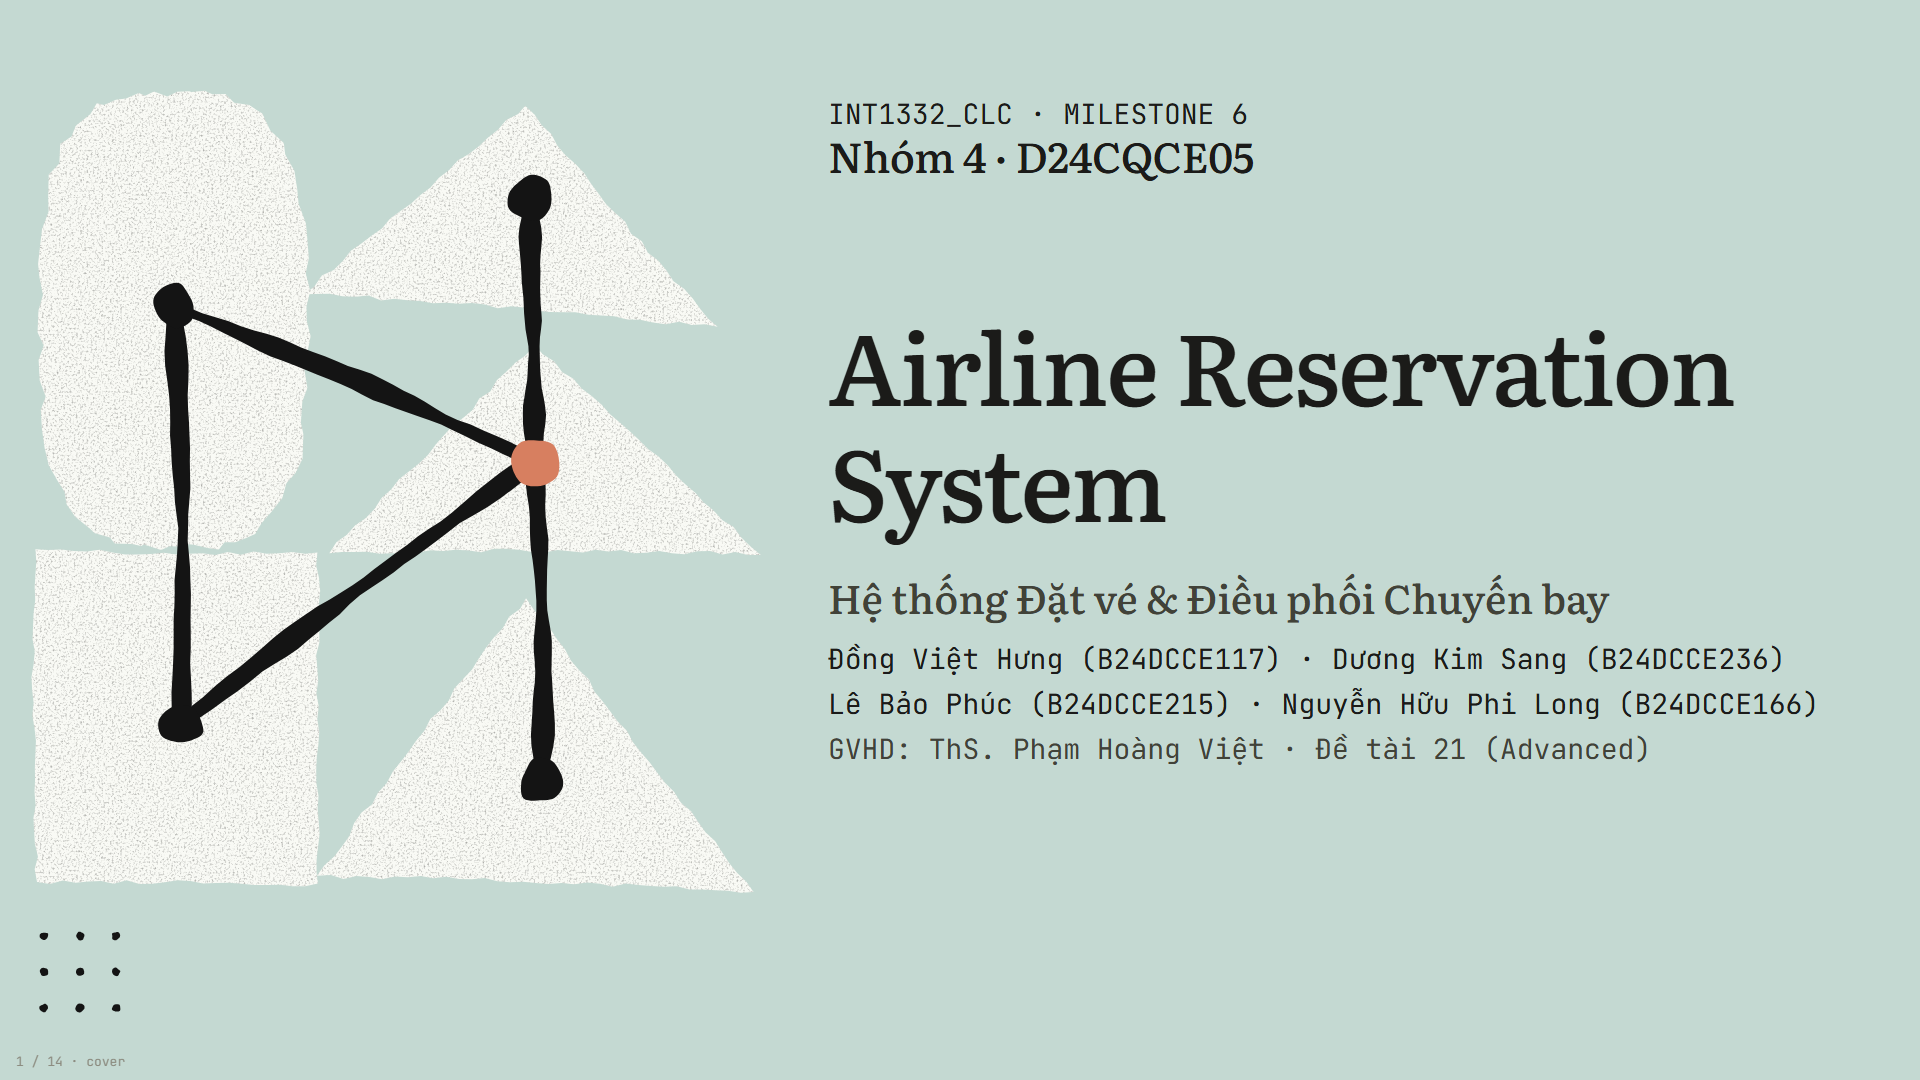 INT1332_CLC · MILESTONE 6
Nhóm 4 · D24CQCE05
Airline Reservation
System
Hệ thống Đặt vé & Điều phối Chuyến bay
Đồng Việt Hưng (B24DCCE117) · Dương Kim Sang (B24DCCE236)
Lê Bảo Phúc (B24DCCE215) · Nguyễn Hữu Phi Long (B24DCCE166)
GVHD: ThS. Phạm Hoàng Việt · Đề tài 21 (Advanced)
1 / 14 · cover